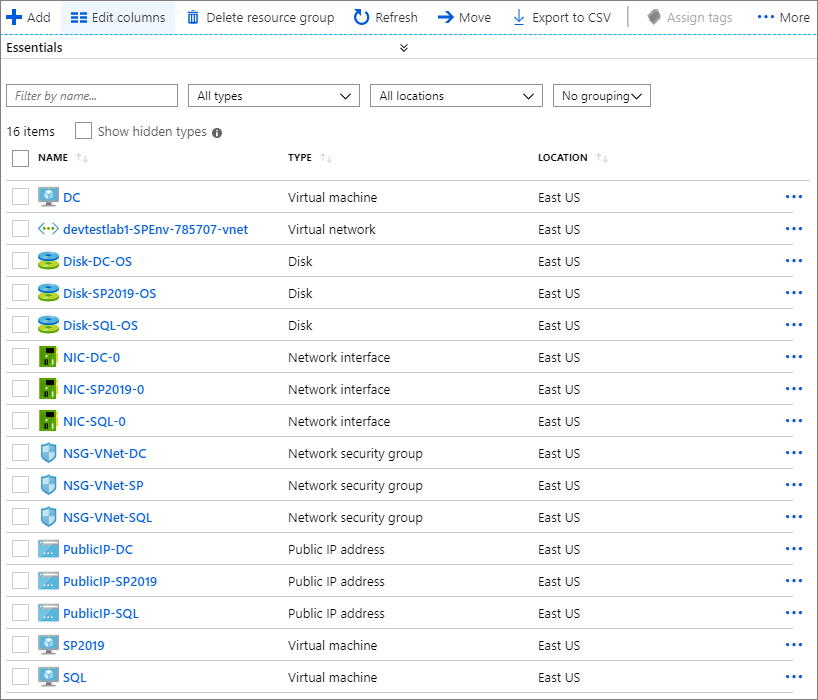 Add Edit columns Delete resource group Refresh Move Export to CSV Assign tags More
Essentials
Filter by name... All types All locations No grouping
16 items Show hidden types
NAME TYPE LOCATION
DC Virtual machine East US
devtestlab1-SPEnv-785707-vnet Virtual network East US
Disk-DC-OS Disk East US
Disk-SP2019-OS Disk East US
Disk-SQL-OS Disk East US
NIC-DC-0 Network interface East US
NIC-SP2019-0 Network interface East US
NIC-SQL-0 Network interface East US
NSG-VNet-DC Network security group East US
NSG-VNet-SP Network security group East US
NSG-VNet-SQL Network security group East US
PublicIP-DC Public IP address East US
PublicIP-SP2019 Public IP address East US
PublicIP-SQL Public IP address East US
SP2019 Virtual machine East US
SQL Virtual machine East US